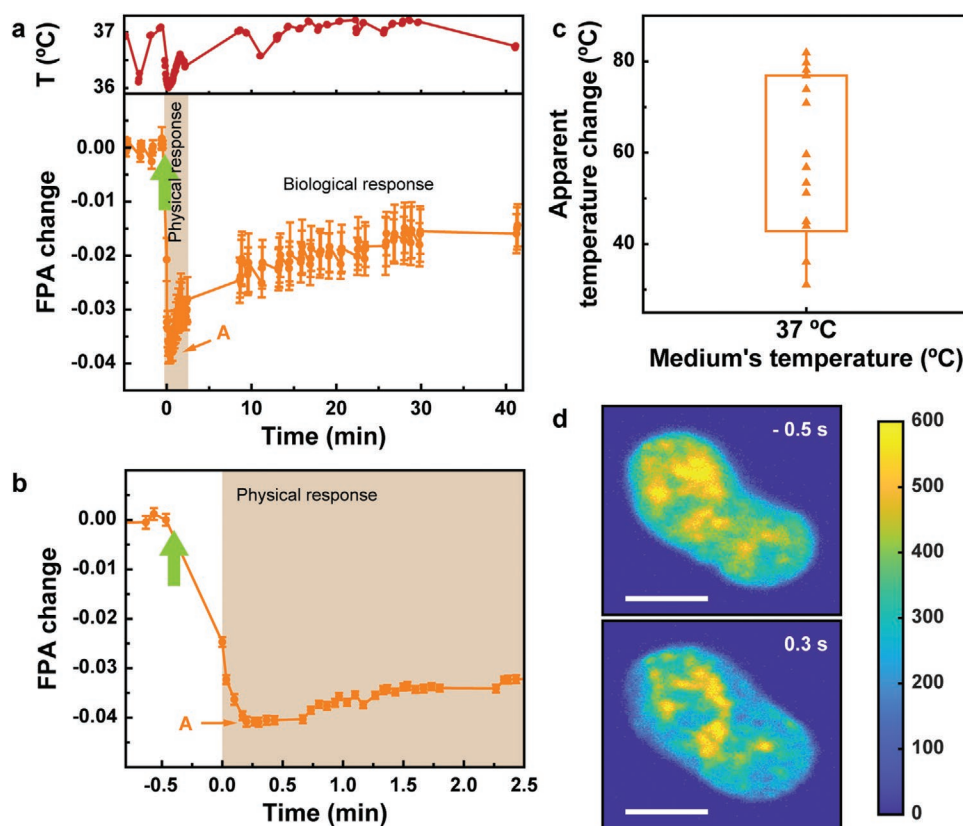 a
T (ºC)
37
36
FPA change
0.00
-0.01
-0.02
-0.03
-0.04
Physical response
Biological response
A
0
10
20
30
40
Time (min)
b
FPA change
0.00
-0.01
-0.02
-0.03
-0.04
Physical response
A
-0.5
0.0
0.5
1.0
1.5
2.0
2.5
Time (min)
c
Apparent
temperature change (ºC)
80
60
40
37 ºC
Medium's temperature (ºC)
d
- 0.5 s
0.3 s
600
500
400
300
200
100
0